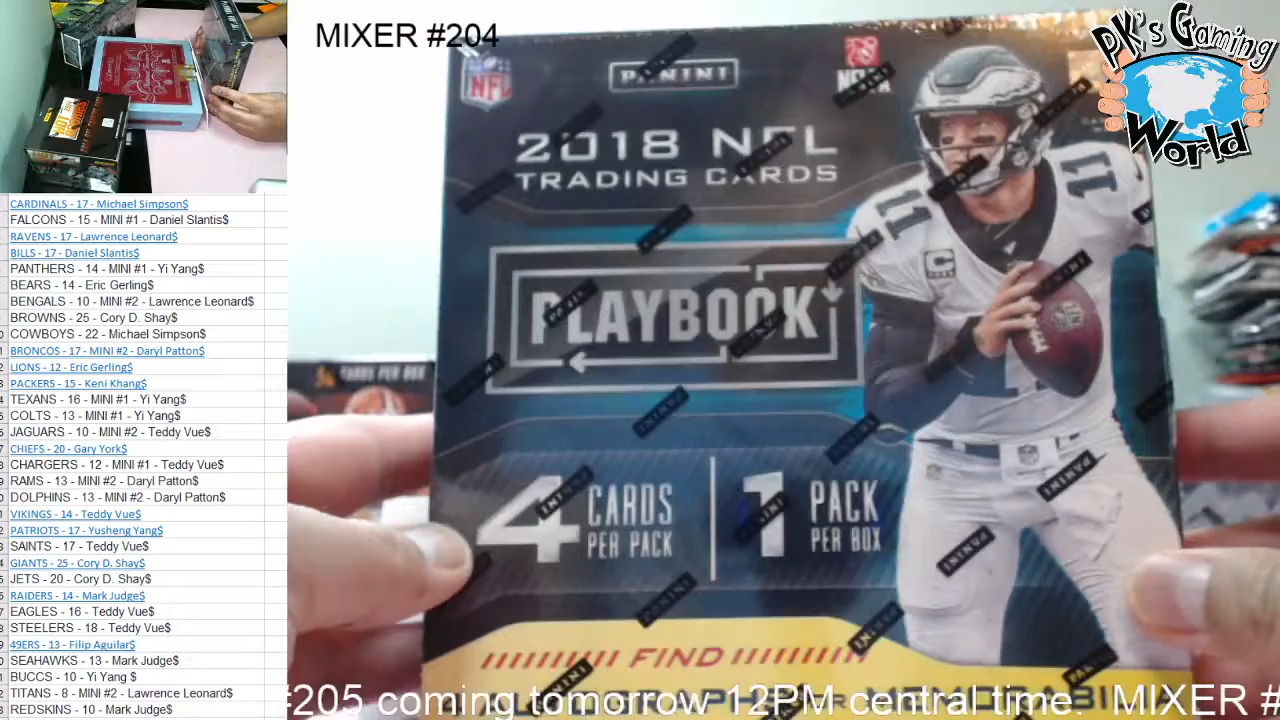 MIXER #204
PK's Gaming
World
NFL
PANINI
2018 NFL
TRADING CARDS
PLAYBOOK
4 CARDS PER PACK
1 PACK PER BOX
FIND
11
11
C
CARDS PER BOX
CARDINALS - 17 - Michael Simpson$
FALCONS - 15 - MINI #1 - Daniel Slantis$
RAVENS - 17 - Lawrence Leonard$
BILLS - 17 - Daniel Slantis$
PANTHERS - 14 - MINI #1 - Yi Yang$
BEARS - 14 - Eric Gerling$
BENGALS - 10 - MINI #2 - Lawrence Leonard$
BROWNS - 25 - Cory D. Shay$
COWBOYS - 22 - Michael Simpson$
BRONCOS - 17 - MINI #2 - Daryl Patton$
LIONS - 12 - Eric Gerling$
PACKERS - 15 - Keni Khang$
TEXANS - 16 - MINI #1 - Yi Yang$
COLTS - 13 - MINI #1 - Yi Yang$
JAGUARS - 10 - MINI #2 - Teddy Vue$
CHIEFS - 20 - Gary York$
CHARGERS - 12 - MINI #1 - Teddy Vue$
RAMS - 13 - MINI #2 - Daryl Patton$
DOLPHINS - 13 - MINI #2 - Daryl Patton$
VIKINGS - 14 - Teddy Vue$
PATRIOTS - 17 - Yusheng Yang$
SAINTS - 17 - Teddy Vue$
GIANTS - 25 - Cory D. Shay$
JETS - 20 - Cory D. Shay$
RAIDERS - 14 - Mark Judge$
EAGLES - 16 - Teddy Vue$
STEELERS - 18 - Teddy Vue$
49ERS - 13 - Filip Aguilar$
SEAHAWKS - 13 - Mark Judge$
BUCCS - 10 - Yi Yang $
TITANS - 8 - MINI #2 - Lawrence Leonard$
REDSKINS - 10 - Mark Judge$
#205 coming tomorrow 12PM central time. MIXER #